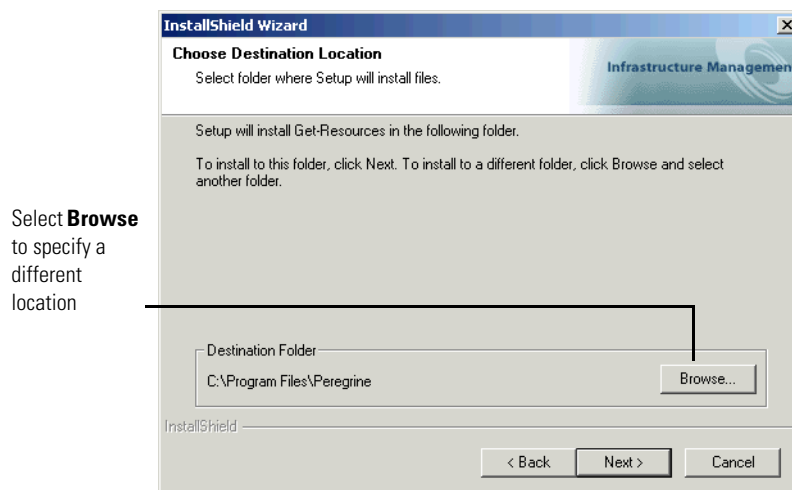 InstallShield Wizard
Choose Destination Location
Select folder where Setup will install files.
Infrastructure Managemen
Setup will install Get-Resources in the following folder.
To install to this folder, click Next. To install to a different folder, click Browse and select
another folder.
Select Browse
to specify a
different
location
Destination Folder
C:\Program Files\Peregrine
Browse...
InstallShield
< Back
Next >
Cancel